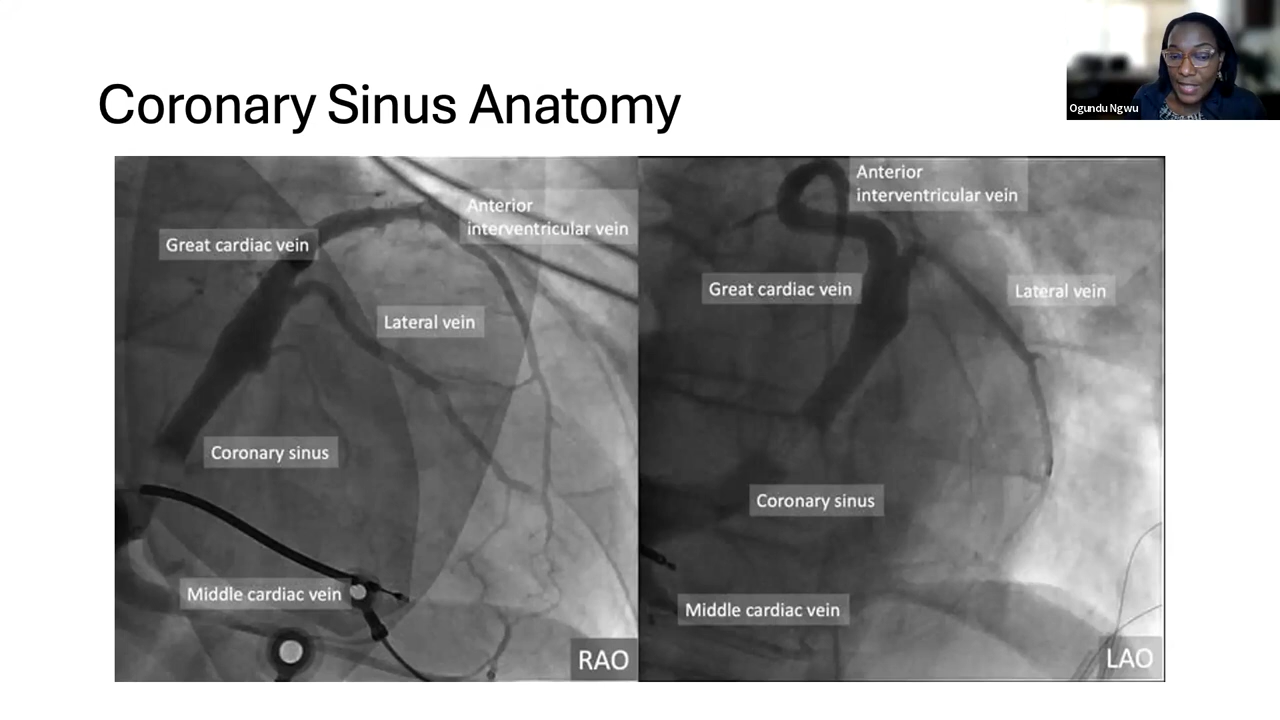 Coronary Sinus Anatomy
Ogundu Ngwu
Anterior
interventricular vein
Great cardiac vein
Lateral vein
Coronary sinus
Middle cardiac vein
RAO
Anterior
interventricular vein
Great cardiac vein
Lateral vein
Coronary sinus
Middle cardiac vein
LAO